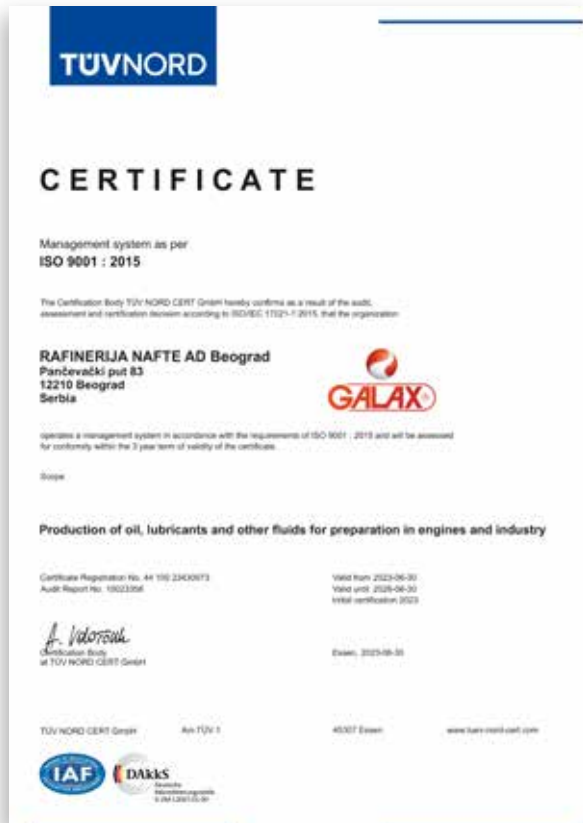 TÜVNORD
CERTIFICATE
Management system as per
ISO 9001 : 2015
The Certification Body TÜV NORD CERT GmbH hereby confirms as a result of the audit,
assessment and certification decision according to ISO/IEC 17021-1:2015, that the organization
RAFINERIJA NAFTE AD Beograd
Pančevački put 83
12210 Beograd
Serbia
GALAX®
operates a management system in accordance with the requirements of ISO 9001 : 2015 and will be assessed
for conformity within the 3 year term of validity of the certificate.
Scope
Production of oil, lubricants and other fluids for preparation in engines and industry
Certificate Registration No. 44 100
Audit Report No.
Valid from 2023-06-30
Valid until 2026-06-30
Initial certification 2023
Certification Body
at TÜV NORD CERT GmbH
Essen, 2023-06-30
TÜV NORD CERT GmbH
Am TÜV 1
45307 Essen
www.tuev-nord-cert.com
IAF
DAkkS
Deutsche
Akkreditierungsstelle